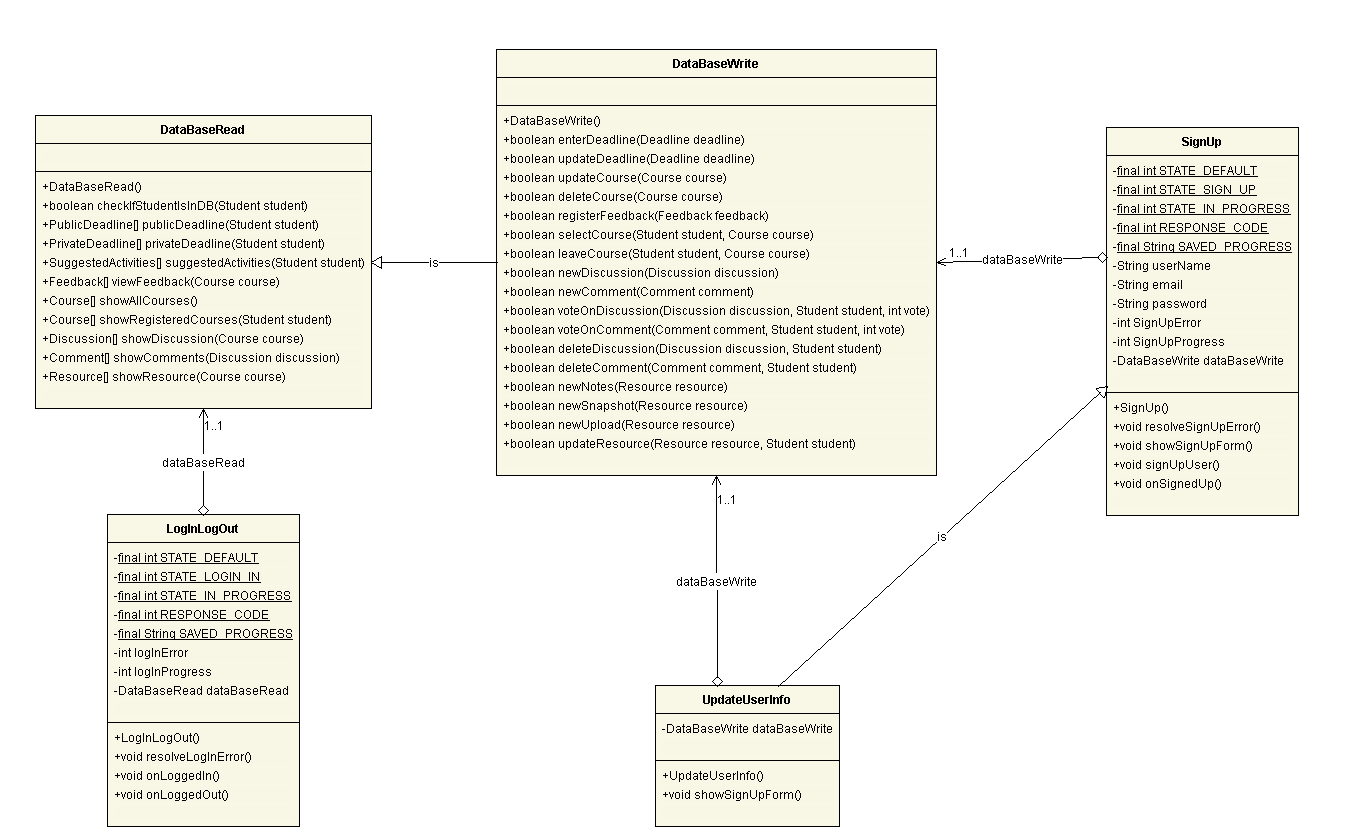 DataBaseRead
+DataBaseRead()
+boolean checkIfStudentIsInDB(Student student)
+PublicDeadline[] publicDeadline(Student student)
+PrivateDeadline[] privateDeadline(Student student)
+SuggestedActivities[] suggestedActivities(Student student)
+Feedback[] viewFeedback(Course course)
+Course[] showAllCourses()
+Course[] showRegisteredCourses(Student student)
+Discussion[] showDiscussion(Course course)
+Comment[] showComments(Discussion discussion)
+Resource[] showResource(Course course)
is
DataBaseWrite
+DataBaseWrite()
+boolean enterDeadline(Deadline deadline)
+boolean updateDeadline(Deadline deadline)
+boolean updateCourse(Course course)
+boolean deleteCourse(Course course)
+boolean registerFeedback(Feedback feedback)
+boolean selectCourse(Student student, Course course)
+boolean leaveCourse(Student student, Course course)
+boolean newDiscussion(Discussion discussion)
+boolean newComment(Comment comment)
+boolean voteOnDiscussion(Discussion discussion, Student student, int vote)
+boolean voteOnComment(Comment comment, Student student, int vote)
+boolean deleteDiscussion(Discussion discussion, Student student)
+boolean deleteComment(Comment comment, Student student)
+boolean newNotes(Resource resource)
+boolean newSnapshot(Resource resource)
+boolean newUpload(Resource resource)
+boolean updateResource(Resource resource, Student student)
1..1
dataBaseWrite
SignUp
-final int STATE_DEFAULT
-final int STATE_SIGN_UP
-final int STATE_IN_PROGRESS
-final int RESPONSE_CODE
-final String SAVED_PROGRESS
-String userName
-String email
-String password
-int SignUpError
-int SignUpProgress
-DataBaseWrite dataBaseWrite
+SignUp()
+void resolveSignUpError()
+void showSignUpForm()
+void signUpUser()
+void onSignedUp()
1..1
dataBaseRead
LogInLogOut
-final int STATE_DEFAULT
-final int STATE_LOGIN_IN
-final int STATE_IN_PROGRESS
-final int RESPONSE_CODE
-final String SAVED_PROGRESS
-int logInError
-int logInProgress
-DataBaseRead dataBaseRead
+LogInLogOut()
+void resolveLogInError()
+void onLoggedIn()
+void onLoggedOut()
1..1
dataBaseWrite
is
UpdateUserInfo
-DataBaseWrite dataBaseWrite
+UpdateUserInfo()
+void showSignUpForm()